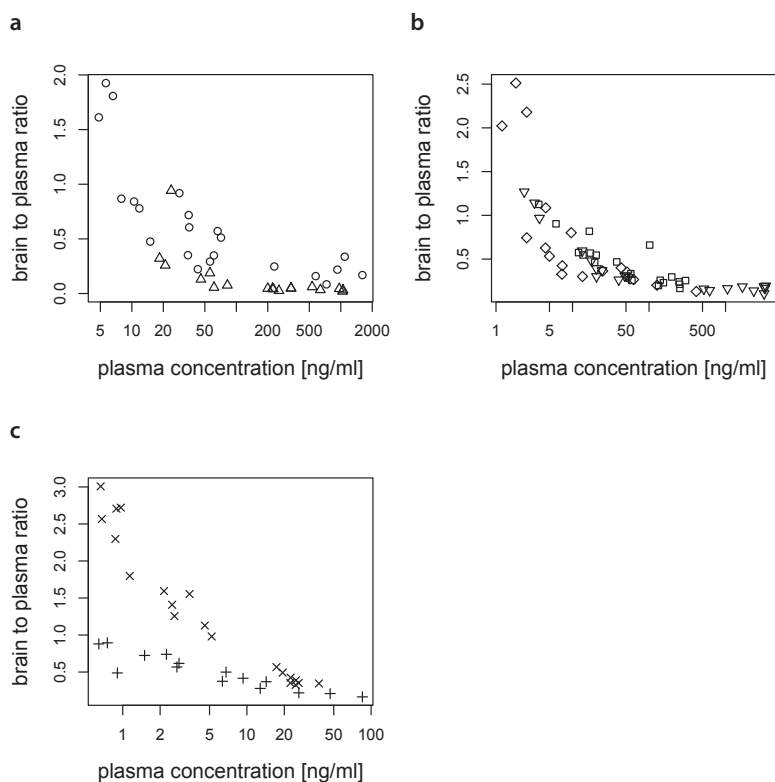 a
2.0
1.5
1.0
0.5
0.0
brain to plasma ratio
5 10 20 50 200 500 2000
plasma concentration [ng/ml]
b
2.5
2.0
1.5
1.0
0.5
brain to plasma ratio
1 5 50 500
plasma concentration [ng/ml]
c
3.0
2.5
2.0
1.5
1.0
0.5
brain to plasma ratio
1 2 5 10 20 50 100
plasma concentration [ng/ml]